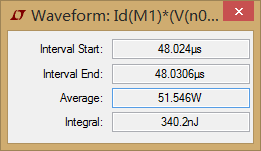 Waveform: Id(M1)*(V(n0
Interval Start: 48.024µs
Interval End: 48.0306µs
Average: 51.546W
Integral: 340.2nJ